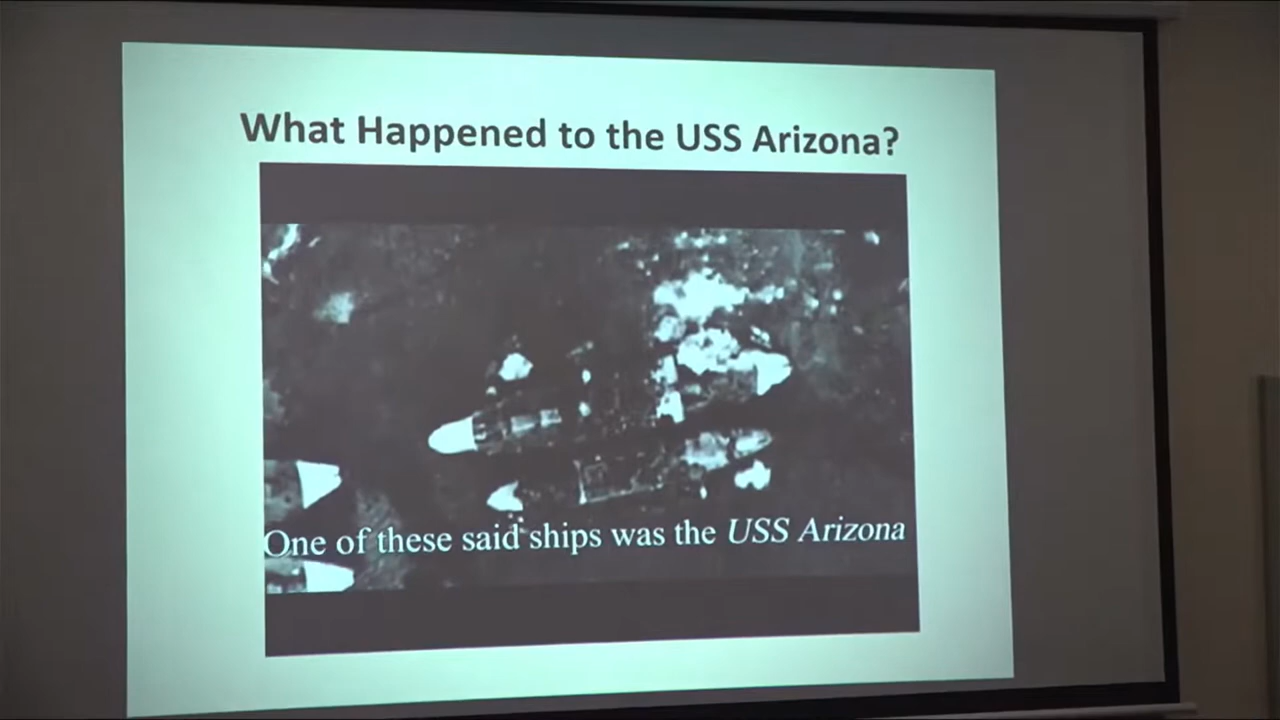 What Happened to the USS Arizona?
One of these said ships was the USS Arizona